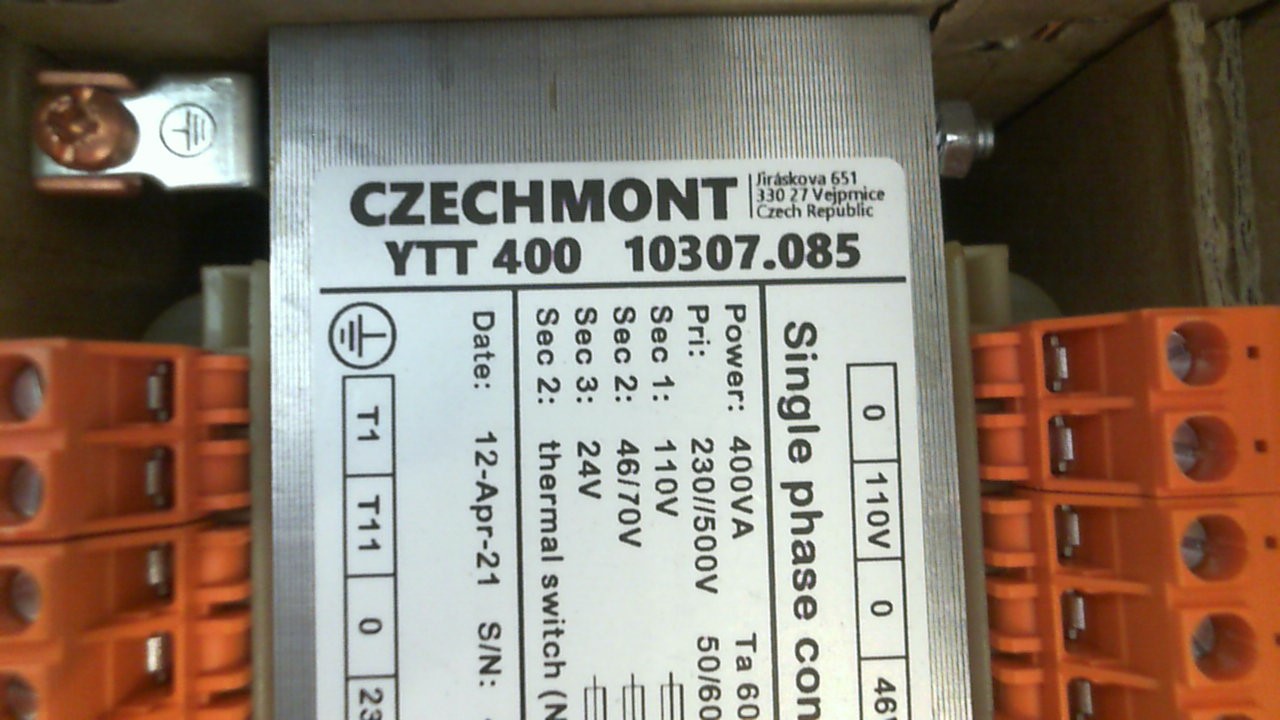 CZECHMONT
Jiráskova 651
330 27 Vejprnice
Czech Republic
YTT 400 10307.085
0 110V 0 46V
Single phase con
Power: 400VA Ta 60
Pri: 230//500V 50/60
Sec 1: 110V
Sec 2: 46/70V
Sec 3: 24V
Sec 2: thermal switch (N
Date: 12-Apr-21 S/N:
T1 T11 0 23